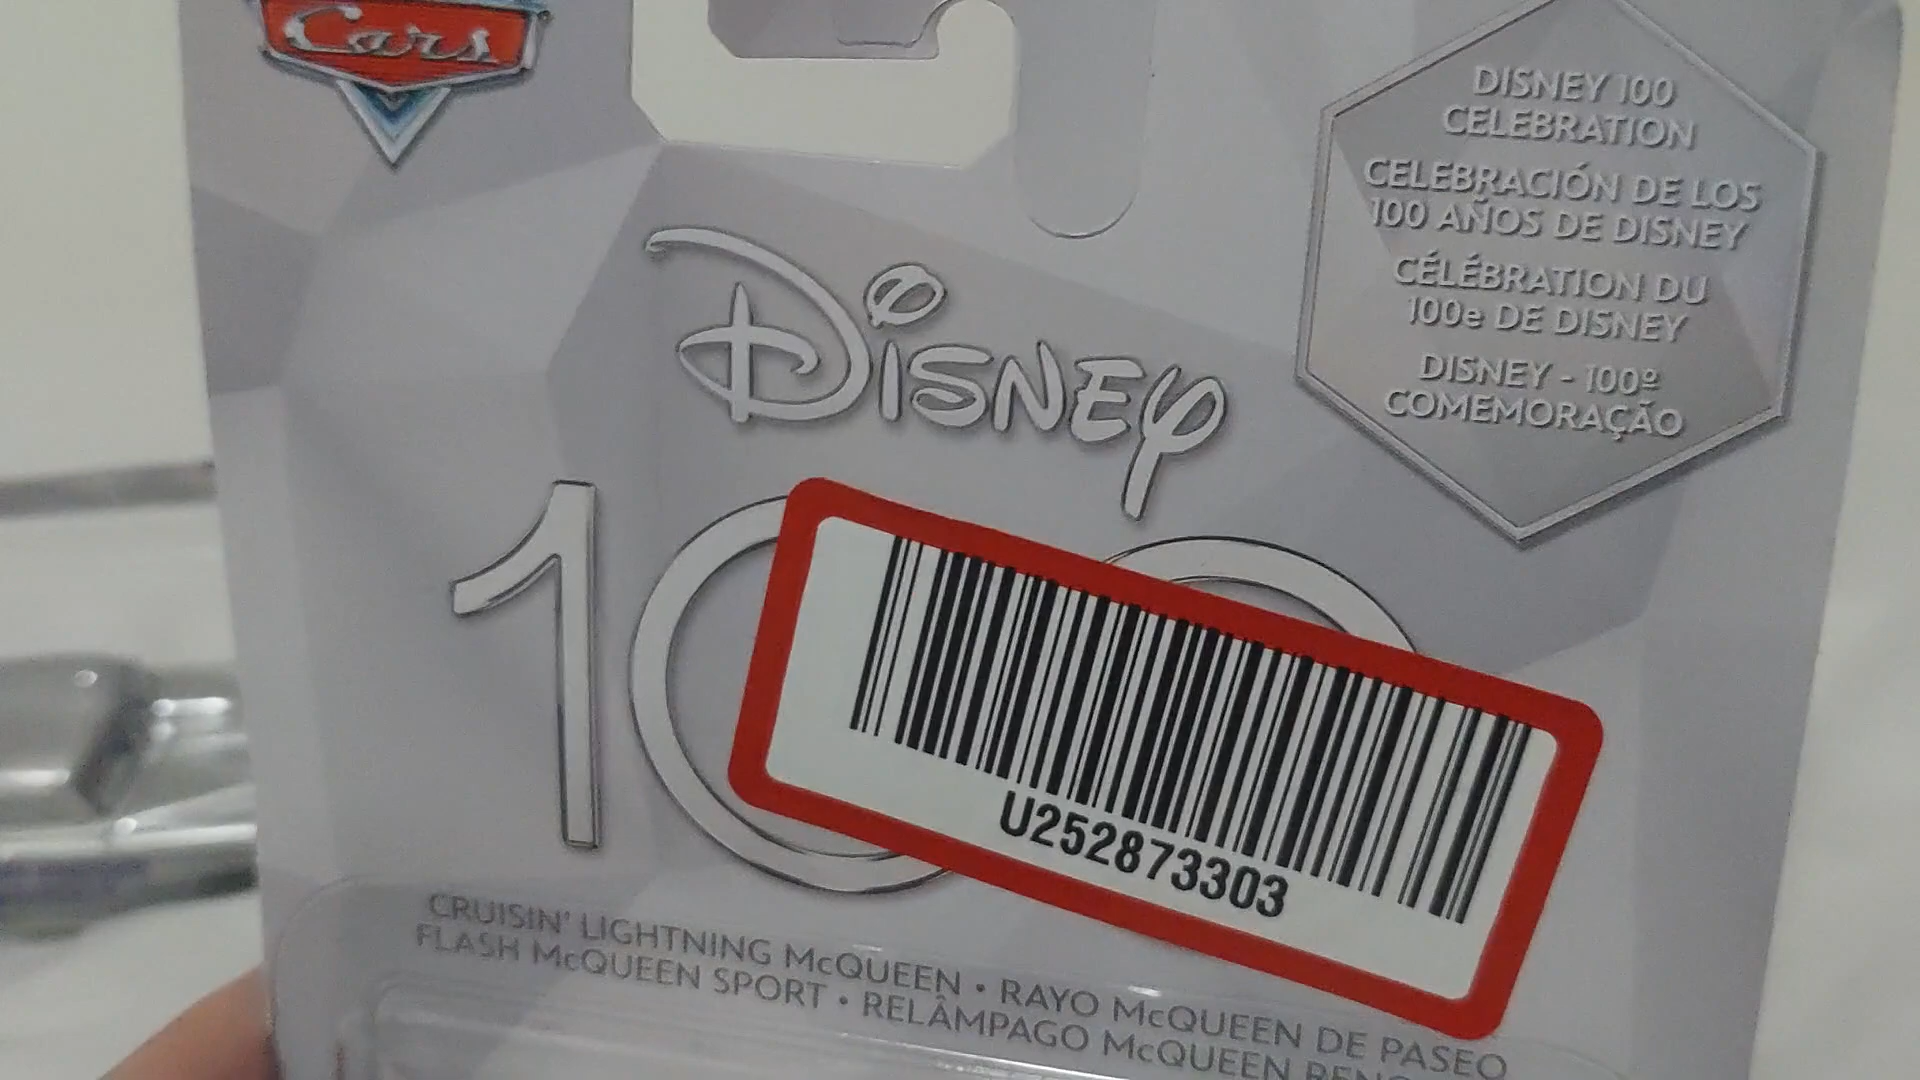 Cars
DISNEY 100
CELEBRATION
CELEBRACIÓN DE LOS
100 AÑOS DE DISNEY
CÉLÉBRATION DU
100e DE DISNEY
DISNEY - 100º
COMEMORAÇÃO
DISNEY
100
U252873303
CRUISIN' LIGHTNING McQUEEN • RAYO McQUEEN DE PASEO
FLASH McQUEEN SPORT • RELÂMPAGO McQUEEN